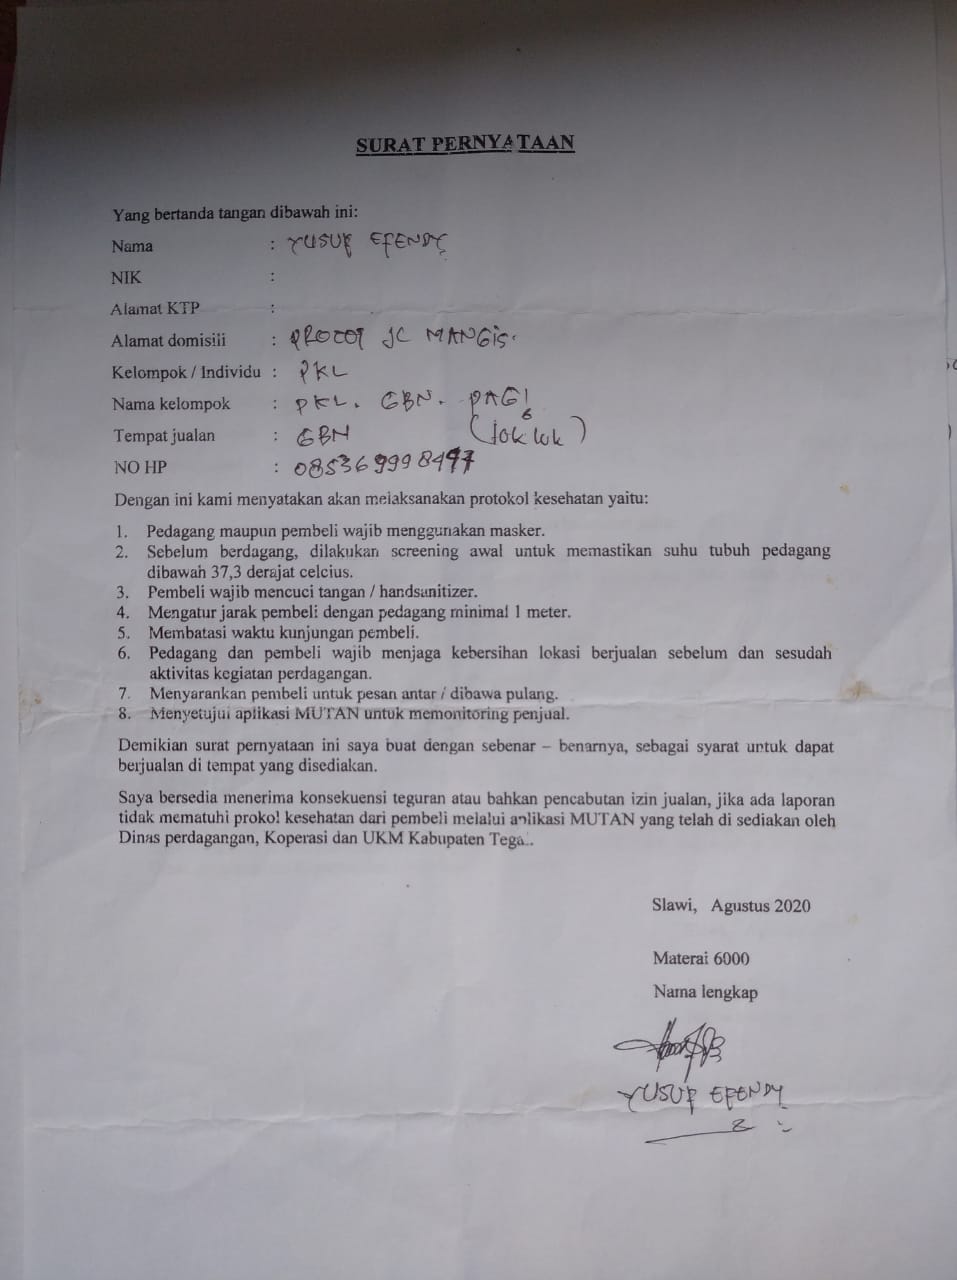 SURAT PERNYATAAN
Yang bertanda tangan dibawah ini:
Nama : YUSUF EFENDY
NIK :
Alamat KTP :
Alamat domisili : PROCOT JL MANGIS.
Kelompok / Individu : PKL
Nama kelompok : PKL. GBN. PAGI
Tempat jualan : GBN (lok lok)
NO HP : 085369998497
Dengan ini kami menyatakan akan melaksanakan protokol kesehatan yaitu:
1. Pedagang maupun pembeli wajib menggunakan masker.
2. Sebelum berdagang, dilakukan screening awal untuk memastikan suhu tubuh pedagang
dibawah 37,3 derajat celcius.
3. Pembeli wajib mencuci tangan / handsanitizer.
4. Mengatur jarak pembeli dengan pedagang minimal 1 meter.
5. Membatasi waktu kunjungan pembeli.
6. Pedagang dan pembeli wajib menjaga kebersihan lokasi berjualan sebelum dan sesudah
aktivitas kegiatan perdagangan.
7. Menyarankan pembeli untuk pesan antar / dibawa pulang.
8. Menyetujui aplikasi MUTAN untuk memonitoring penjual.
Demikian surat pernyataan ini saya buat dengan sebenar – benarnya, sebagai syarat untuk dapat
berjualan di tempat yang disediakan.
Saya bersedia menerima konsekuensi teguran atau bahkan pencabutan izin jualan, jika ada laporan
tidak mematuhi prokol kesehatan dari pembeli melalui aplikasi MUTAN yang telah di sediakan oleh
Dinas perdagangan, Koperasi dan UKM Kabupaten Tegal.
Slawi, Agustus 2020
Materai 6000
Nama lengkap
YUSUF EFENDY